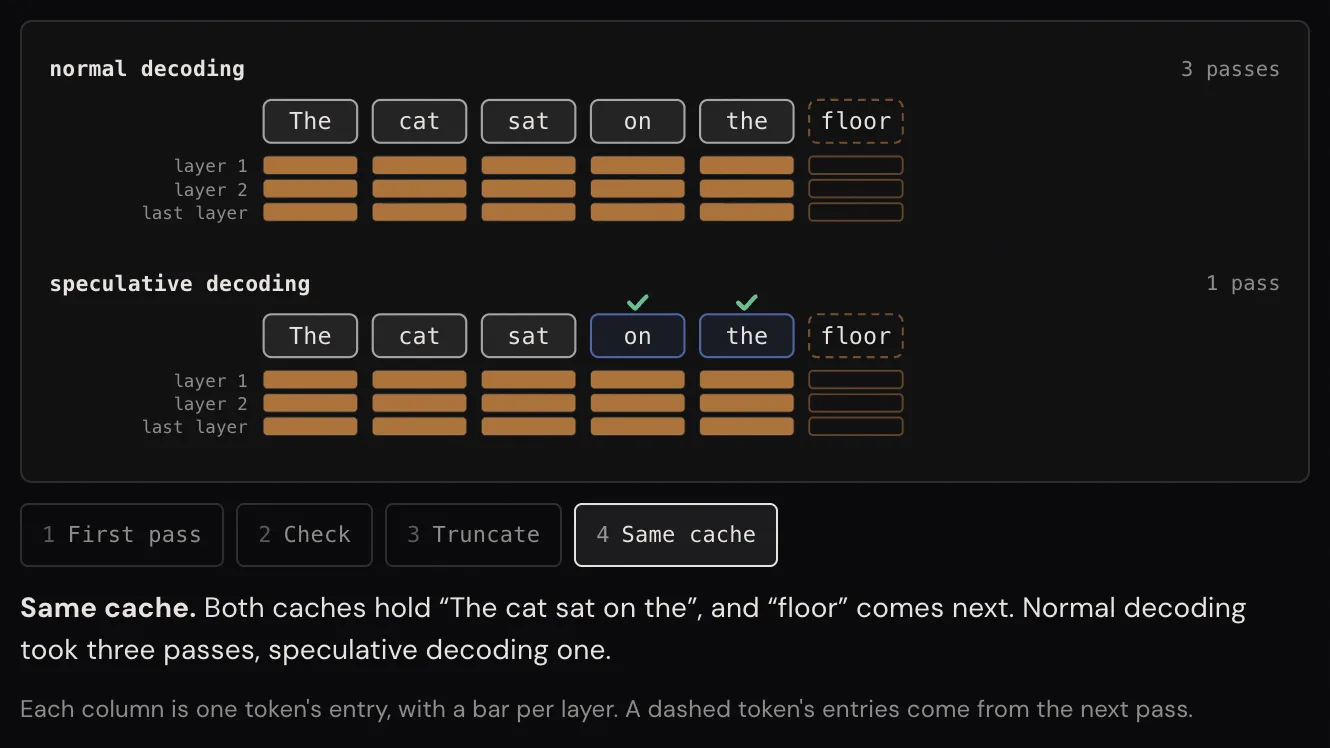 normal decoding
3 passes
The cat sat on the floor
layer 1
layer 2
last layer
speculative decoding
1 pass
The cat sat on the floor
layer 1
layer 2
last layer
1 First pass 2 Check 3 Truncate 4 Same cache
Same cache. Both caches hold “The cat sat on the”, and “floor” comes next. Normal decoding
took three passes, speculative decoding one.
Each column is one token's entry, with a bar per layer. A dashed token's entries come from the next pass.